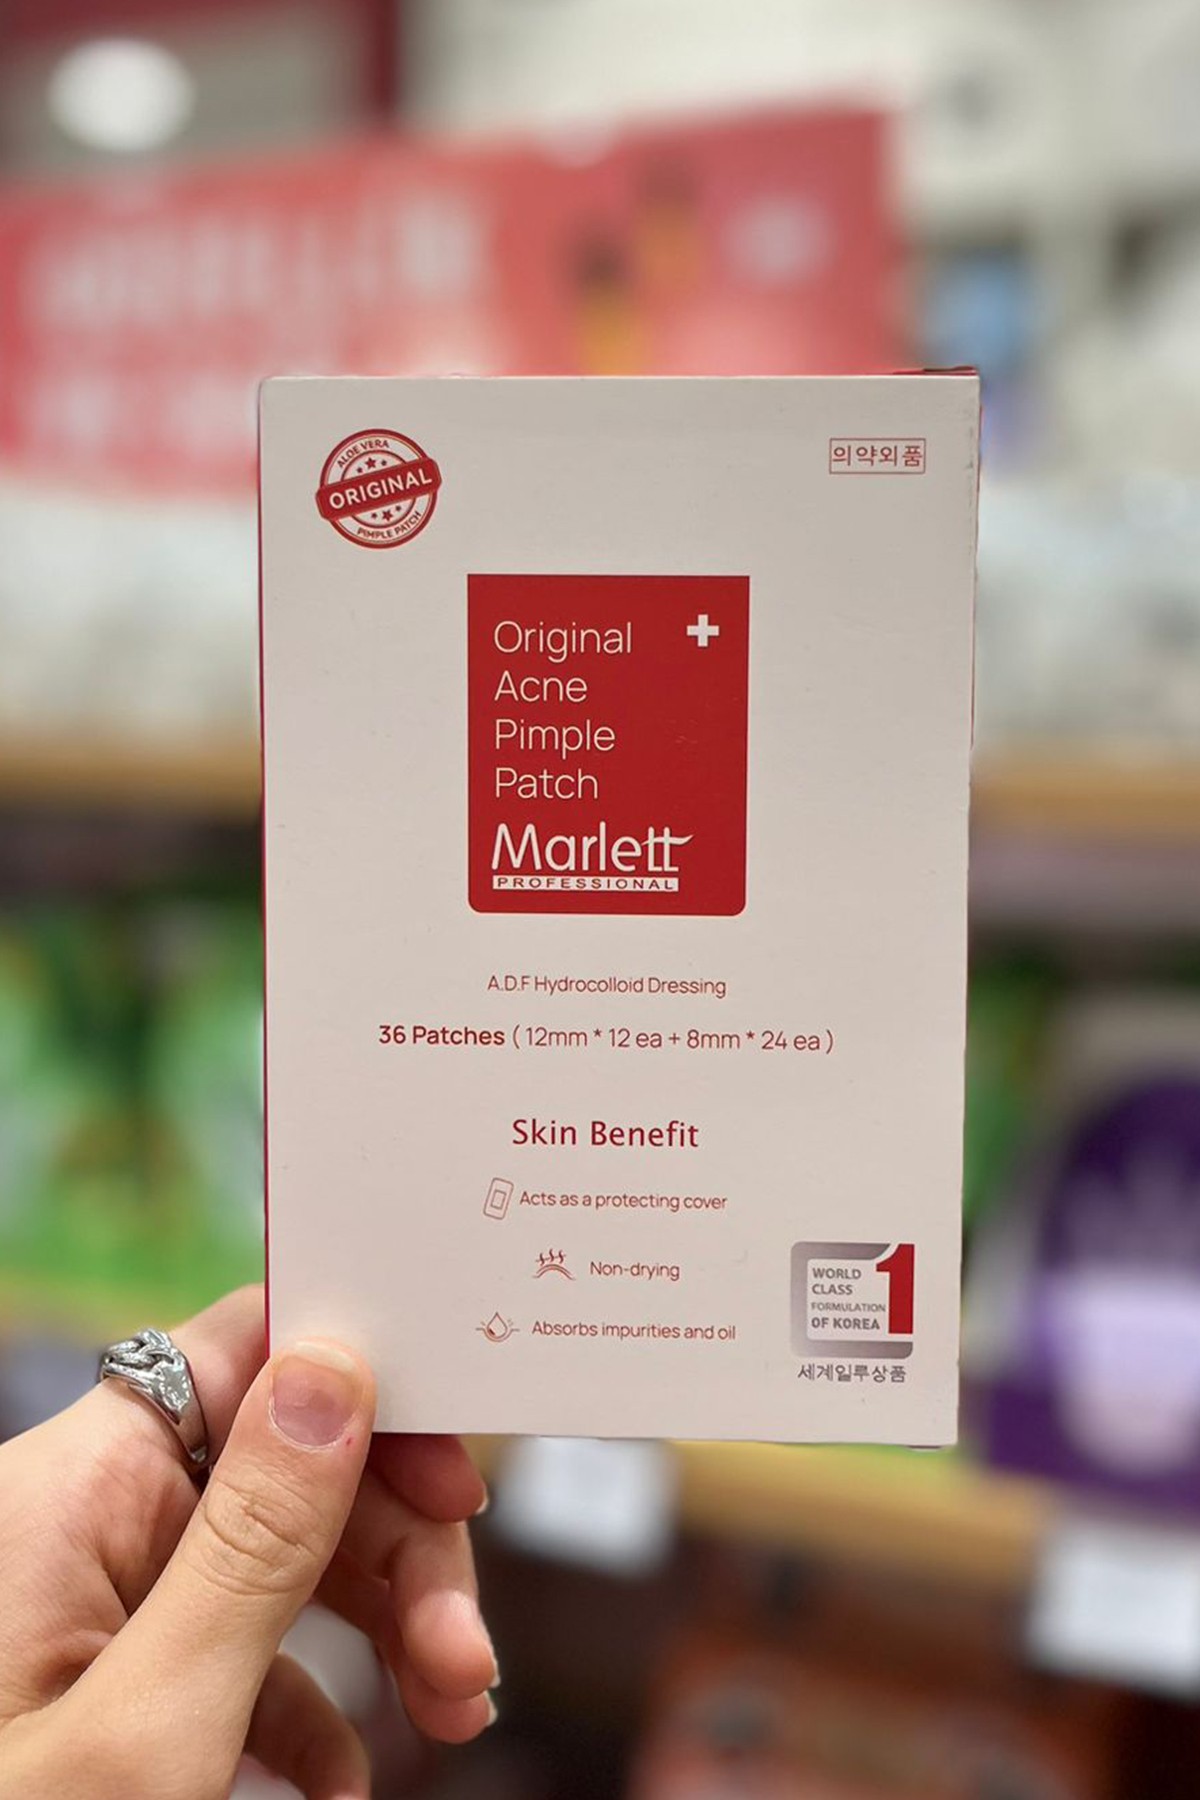 ALOE VERA
ORIGINAL
PIMPLE PATCH
의약외품
Original
Acne
Pimple
Patch
Marlett
PROFESSIONAL
A.D.F Hydrocolloid Dressing
36 Patches ( 12mm * 12 ea + 8mm * 24 ea )
Skin Benefit
Acts as a protecting cover
Non-drying
Absorbs impurities and oil
WORLD
CLASS
FORMULATION
OF KOREA
1
세계일루상품